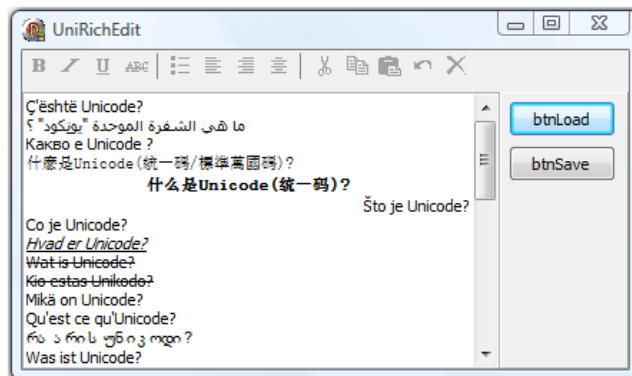 UniRichEdit
B I U ABC
Ç'është Unicode?
ما هي الشفرة الموحدة "يونكود" ؟
Какво е Unicode ?
什麽是Unicode(统一码/標準萬國碼)?
什么是Unicode(统一码)?
Što je Unicode?
Co je Unicode?
Hvad er Unicode?
Wat is Unicode?
Kio estas Unikodo?
Mikä on Unicode?
Qu'est ce qu'Unicode?
რა არის უნიკოდი?
Was ist Unicode?
btnLoad
btnSave